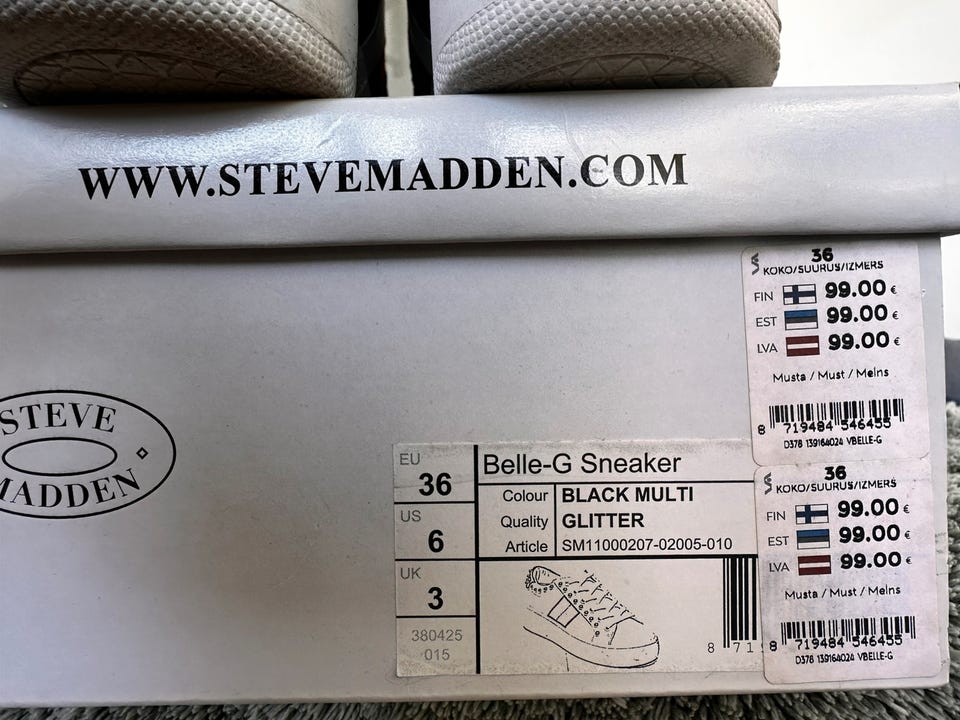 WWW.STEVEMADDEN.COM
STEVE
MADDEN
EU
36
US
6
UK
3
380425
015
Belle-G Sneaker
Colour BLACK MULTI
Quality GLITTER
Article SM11000207-02005-010
8 71
36
KOKO/SUURUS/IZMERS
FIN 99.00 €
EST 99.00 €
LVA 99.00 €
Musta / Must / Melns
8 719484 546455
D378 139164024 VBELLE-G
36
KOKO/SUURUS/IZMERS
FIN 99.00 €
EST 99.00 €
LVA 99.00 €
Musta / Must / Melns
8 719484 546455
D378 139164024 VBELLE-G